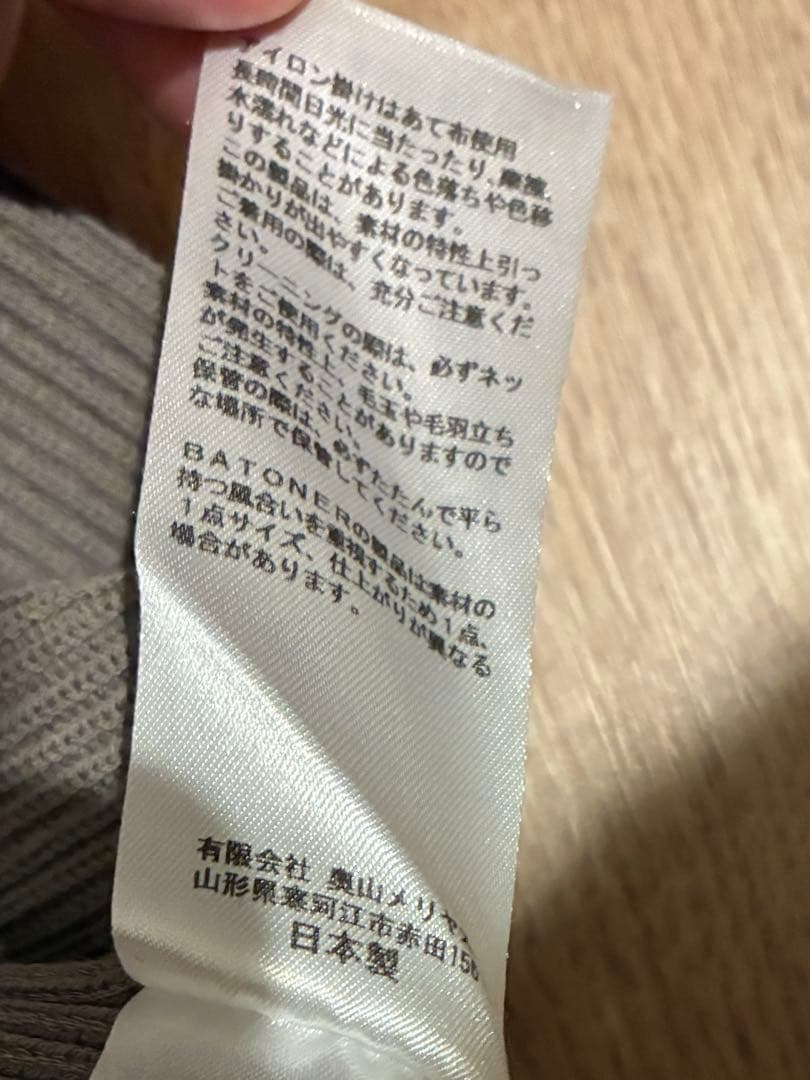 アイロン掛けはあて布使用
長時間日光に当たったり、摩擦、
水濡れなどによる色落ちや色移
りすることがあります。
この製品は、素材の特性上引っ
掛かりが出やすくなっています。
ご着用の際は、充分ご注意くだ
さい。
クリーニングの際は、必ずネッ
トをご使用ください。
素材の特性上、毛玉や毛羽立ち
が発生することがありますので
ご注意ください。
保管の際は、必ずたたんで平ら
な場所で保管してください。
BATONERの製品は素材の
持つ風合いを重視するため1点、
1点サイズ、仕上がりが異なる
場合があります。
有限会社 奥山メリヤ
山形県寒河江市赤田156
日本製